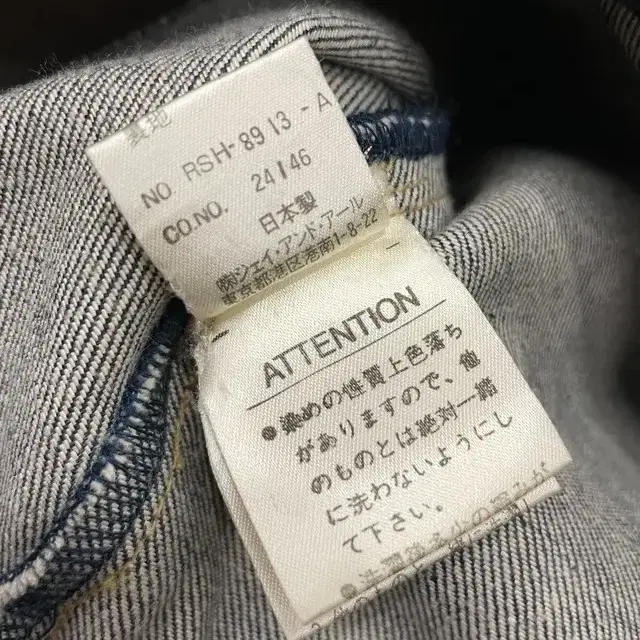 裏地
NO. RSH-8913-A
CO.NO. 24146
日本製
㈱ジェイ・アンド・アール
東京都港区港南1-8-22
ATTENTION
●染めの性質上色落ち
がありますので、他
のものとは絶対一緒
に洗わないようにし
て下さい。